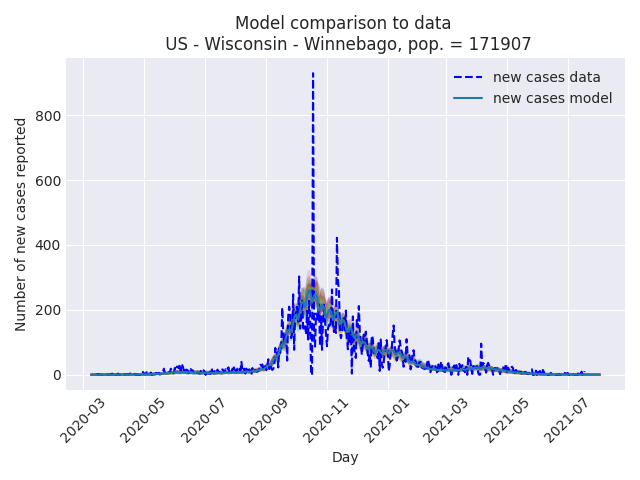 Model comparison to data
US - Wisconsin - Winnebago, pop. = 171907
new cases data
new cases model
Number of new cases reported
800
600
400
200
0
2020-03
2020-05
2020-07
2020-09
2020-11
2021-01
2021-03
2021-05
2021-07
Day